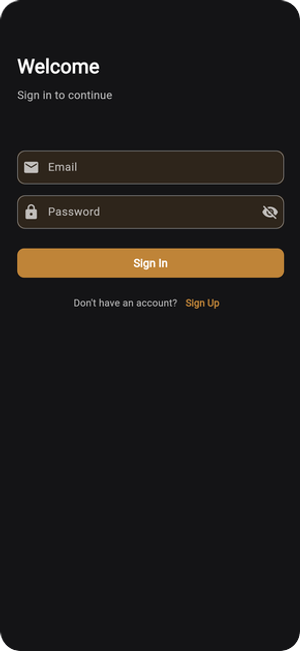 Welcome
Sign in to continue
Email
Password
Sign In
Don't have an account? Sign Up